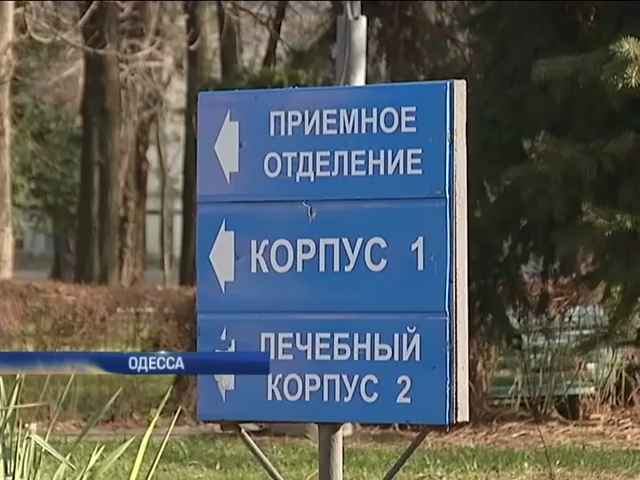 ПРИЕМНОЕ
ОТДЕЛЕНИЕ
КОРПУС 1
ЛЕЧЕБНЫЙ
КОРПУС 2
ОДЕССА